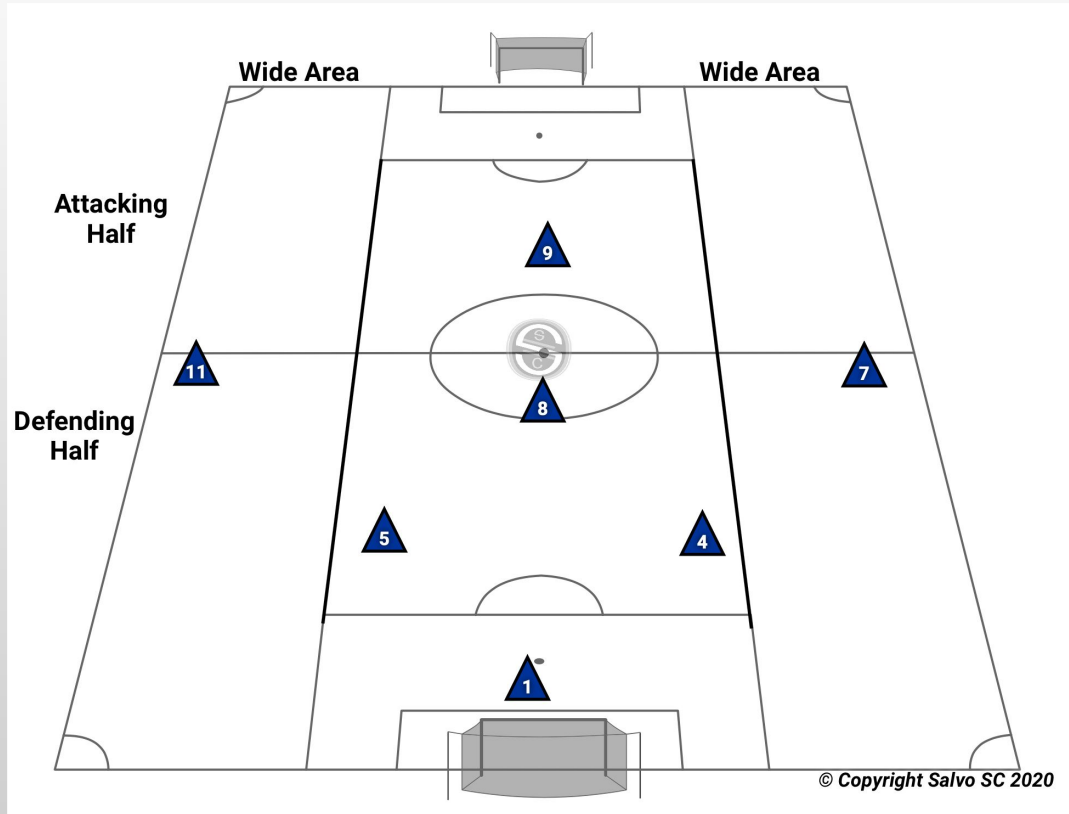 Wide Area
Wide Area
Attacking
Half
9
S
C
11
7
8
Defending
Half
5
4
1
© Copyright Salvo SC 2020